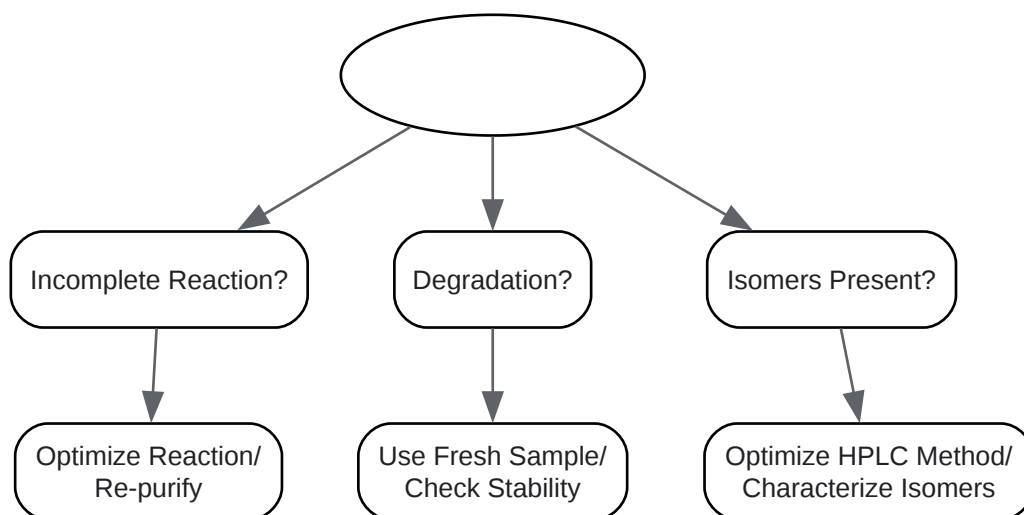 Incomplete Reaction?
Degradation?
Isomers Present?
Optimize Reaction/
Re-purify
Use Fresh Sample/
Check Stability
Optimize HPLC Method/
Characterize Isomers